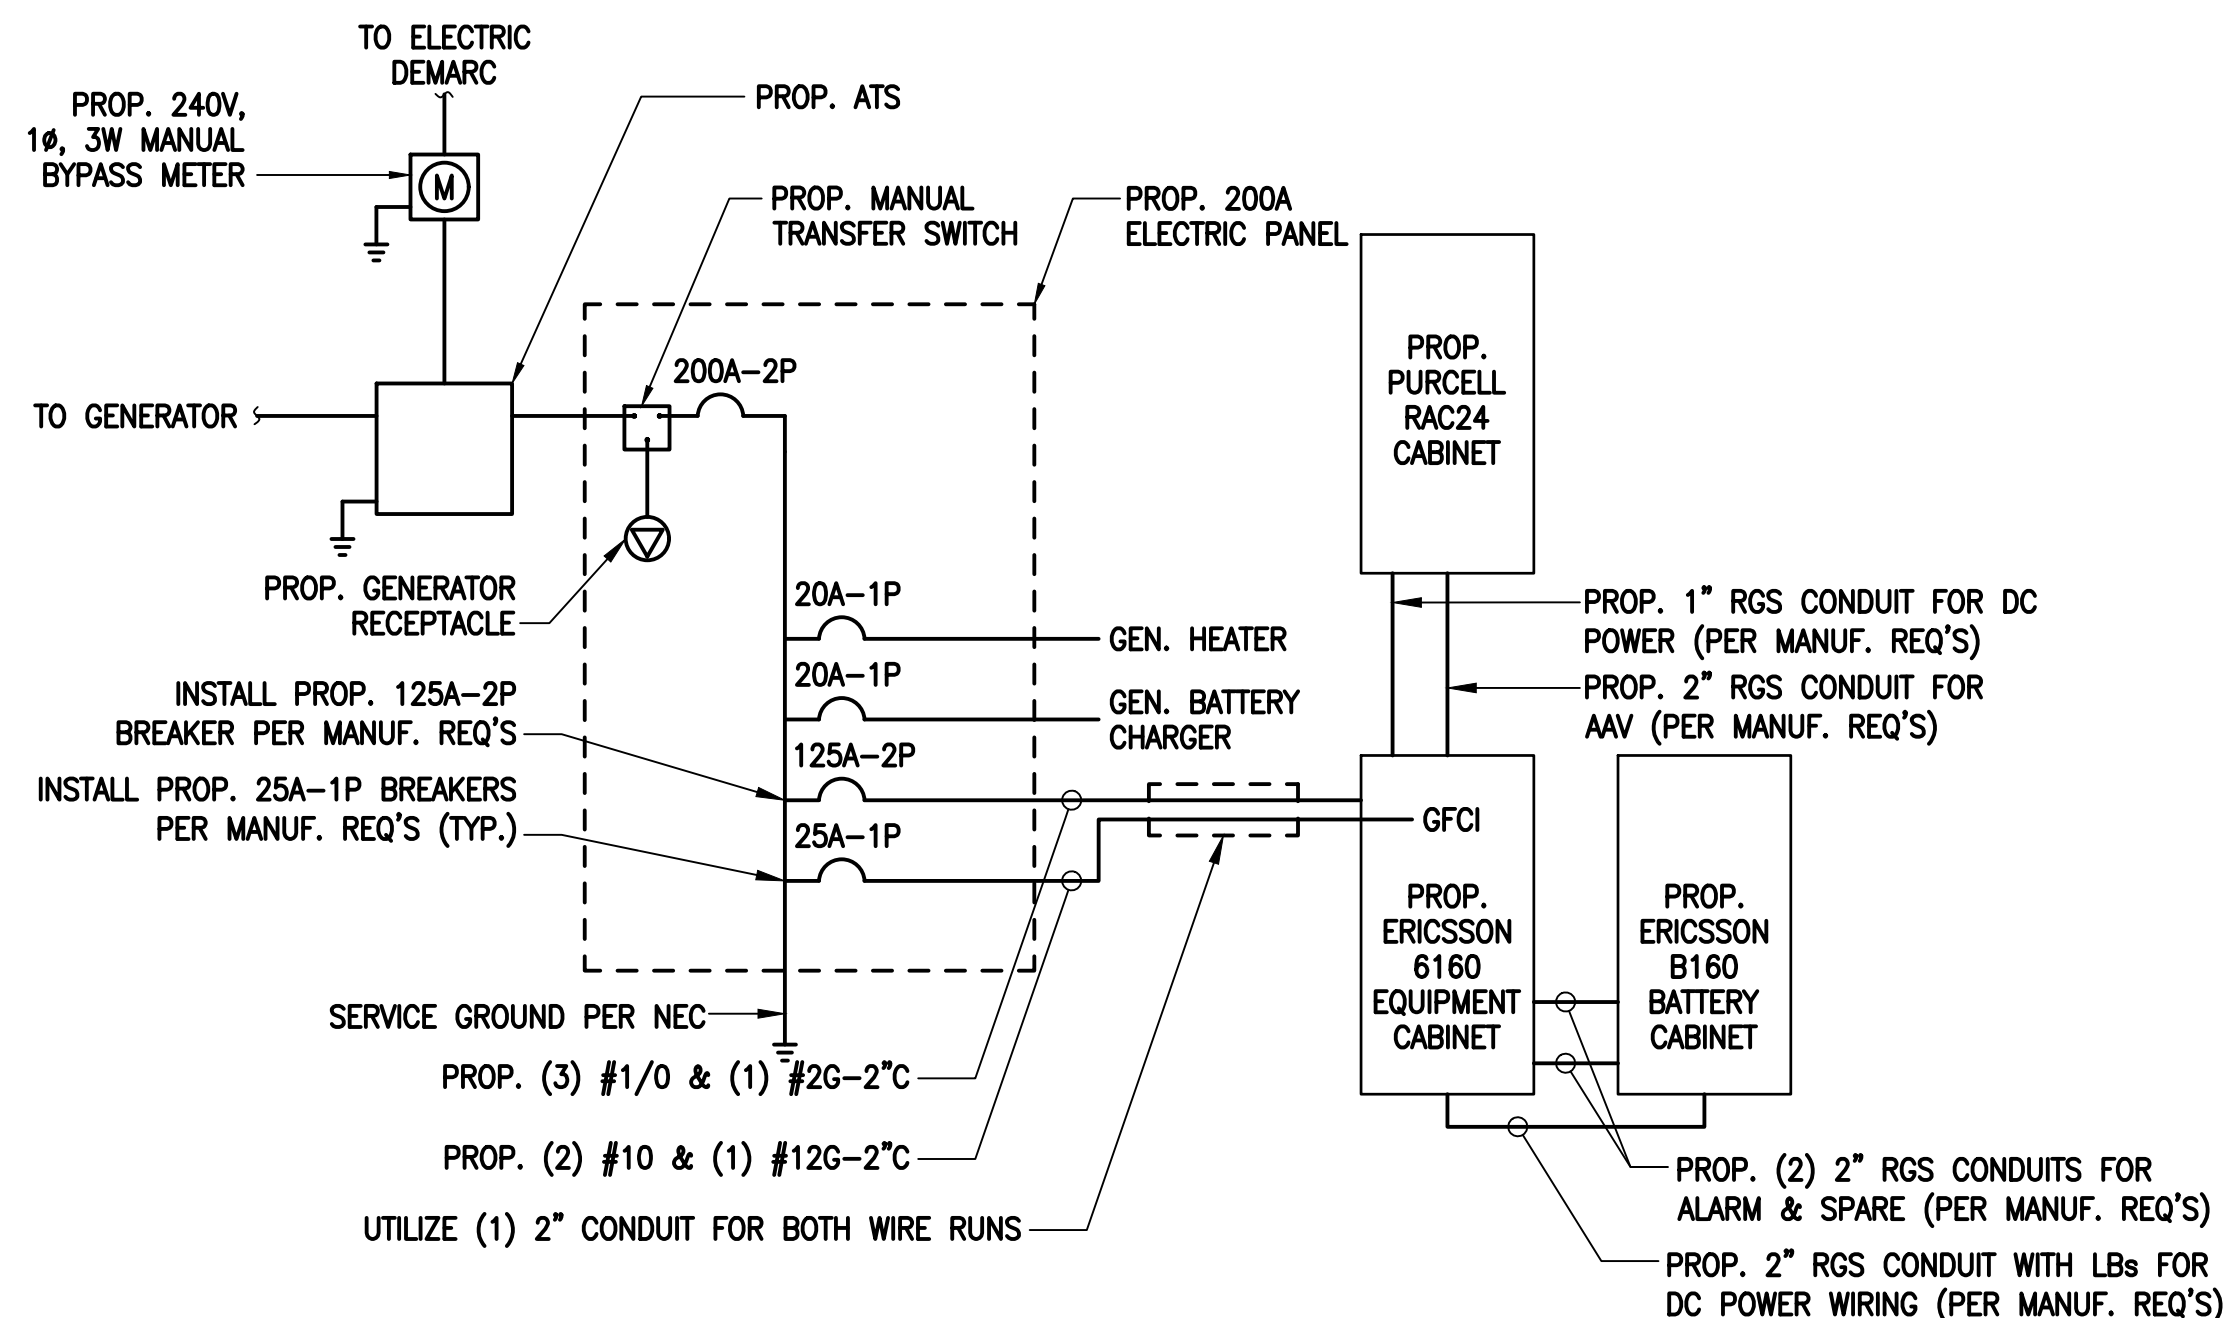 TO ELECTRIC
DEMARC
PROP. 240V,
1ø, 3W MANUAL
BYPASS METER
M
PROP. ATS
PROP. MANUAL
TRANSFER SWITCH
PROP. 200A
ELECTRIC PANEL
200A-2P
TO GENERATOR
PROP.
PURCELL
RAC24
CABINET
PROP. GENERATOR
RECEPTACLE
20A-1P
GEN. HEATER
20A-1P
GEN. BATTERY
CHARGER
PROP. 1" RGS CONDUIT FOR DC
POWER (PER MANUF. REQ'S)
PROP. 2" RGS CONDUIT FOR
AAV (PER MANUF. REQ'S)
INSTALL PROP. 125A-2P
BREAKER PER MANUF. REQ'S
125A-2P
INSTALL PROP. 25A-1P BREAKERS
PER MANUF. REQ'S (TYP.)
25A-1P
GFCI
PROP.
ERICSSON
6160
EQUIPMENT
CABINET
PROP.
ERICSSON
B160
BATTERY
CABINET
SERVICE GROUND PER NEC
PROP. (3) #1/0 & (1) #2G-2"C
PROP. (2) #10 & (1) #12G-2"C
UTILIZE (1) 2" CONDUIT FOR BOTH WIRE RUNS
PROP. (2) 2" RGS CONDUITS FOR
ALARM & SPARE (PER MANUF. REQ'S)
PROP. 2" RGS CONDUIT WITH LBs FOR
DC POWER WIRING (PER MANUF. REQ'S)